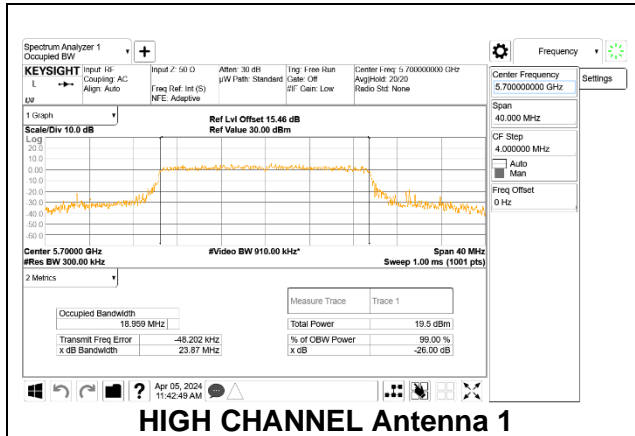 Spectrum Analyzer 1
Occupied BW
+
Frequency
KEYSIGHT
L
Input: RF
Coupling: AC
Align: Auto
Input Z: 50 Ω
Freq Ref: Int (S)
NFE: Adaptive
Atten: 30 dB
µW Path: Standard
Trig: Free Run
Gate: Off
#IF Gain: Low
Center Freq: 5.700000000 GHz
Avg|Hold: 20/20
Radio Std: None
Center Frequency
5.700000000 GHz
Settings
Span
40.000 MHz
CF Step
4.000000 MHz
Auto
Man
Freq Offset
0 Hz
1 Graph
Scale/Div 10.0 dB
Ref Lvl Offset 15.46 dB
Ref Value 30.00 dBm
Log
20.0
10.0
0.00
-10.0
-20.0
-30.0
-40.0
-50.0
-60.0
Center 5.70000 GHz
#Res BW 300.00 kHz
#Video BW 910.00 kHz*
Span 40 MHz
Sweep 1.00 ms (1001 pts)
2 Metrics
Measure Trace
Trace 1
Occupied Bandwidth
18.959 MHz
Total Power
19.5 dBm
Transmit Freq Error
-48.202 kHz
% of OBW Power
99.00 %
x dB Bandwidth
23.87 MHz
x dB
-26.00 dB
?
Apr 05, 2024
11:42:49 AM
HIGH CHANNEL Antenna 1